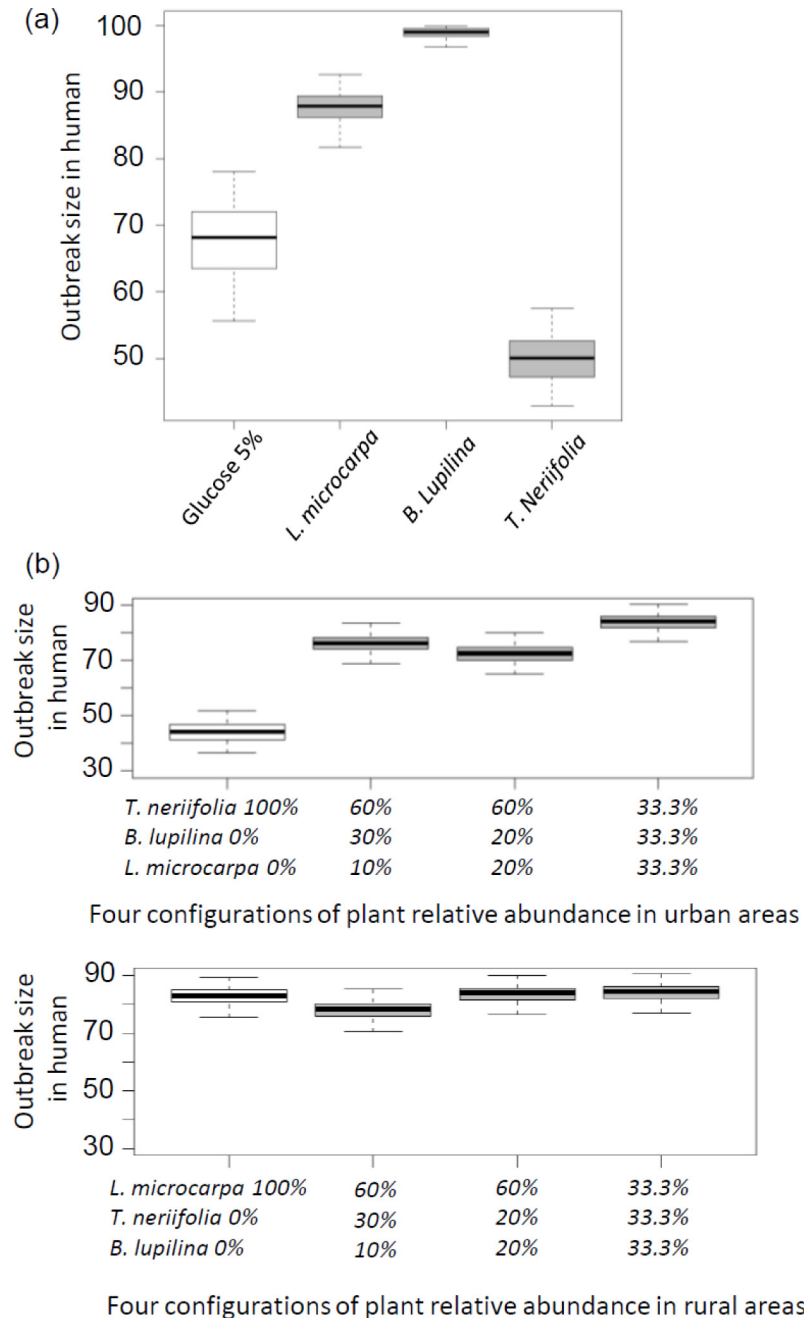 (a)
Outbreak size in human
100
90
80
70
60
50
Glucose 5%
L. microcarpa
B. Lupilina
T. Neriifolia
(b)
Outbreak size
in human
90
70
50
30
T. neriifolia 100% 60% 60% 33.3%
B. lupilina 0% 30% 20% 33.3%
L. microcarpa 0% 10% 20% 33.3%
Four configurations of plant relative abundance in urban areas
Outbreak size
in human
90
70
50
30
L. microcarpa 100% 60% 60% 33.3%
T. neriifolia 0% 30% 20% 33.3%
B. lupilina 0% 10% 20% 33.3%
Four configurations of plant relative abundance in rural areas